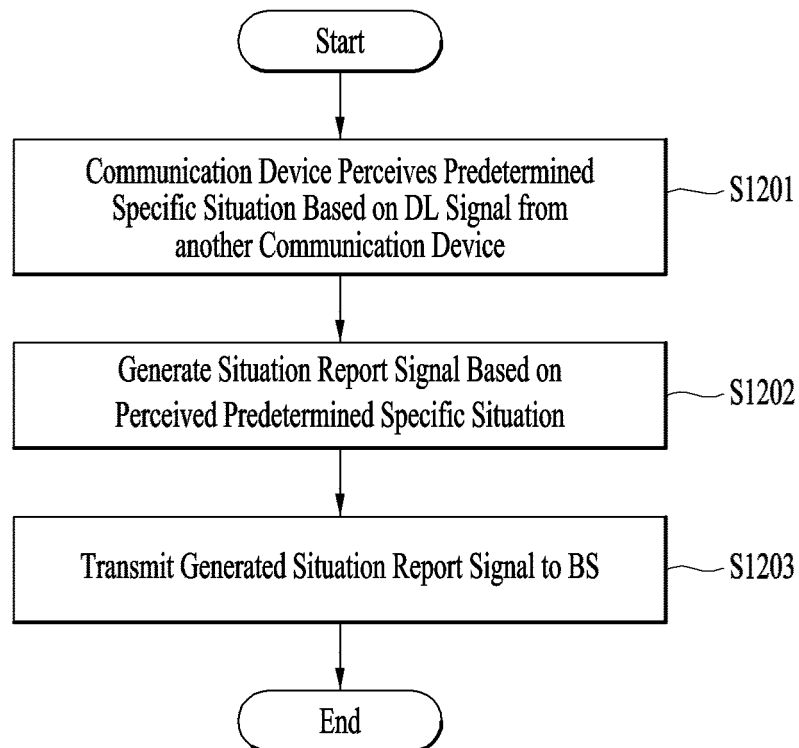 Start
Communication Device Perceives Predetermined
Specific Situation Based on DL Signal from
another Communication Device
S1201
Generate Situation Report Signal Based on
Perceived Predetermined Specific Situation
S1202
Transmit Generated Situation Report Signal to BS
S1203
End